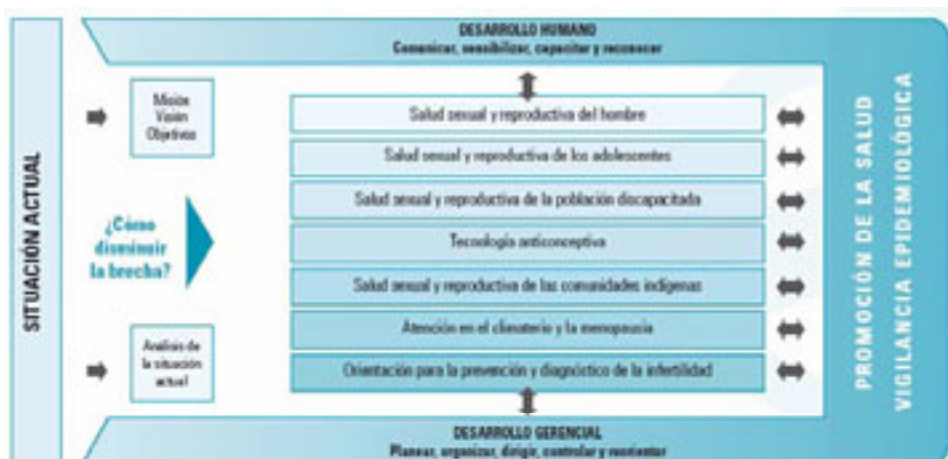 DESARROLLO HUMANO
Comunicar, sensibilizar, capacitar y reconocer
SITUACIÓN ACTUAL
Misión
Visión
Objetivos
¿Cómo
disminuir
la brecha?
Análisis de
la situación
actual
Salud sexual y reproductiva del hombre
Salud sexual y reproductiva de los adolescentes
Salud sexual y reproductiva de la población discapacitada
Tecnología anticonceptiva
Salud sexual y reproductiva de las comunidades indígenas
Atención en el climaterio y la menopausia
Orientación para la prevención y diagnóstico de la infertilidad
PROMOCIÓN DE LA SALUD
VIGILANCIA EPIDEMIOLÓGICA
DESARROLLO GERENCIAL
Planear, organizar, dirigir, controlar y reorientar